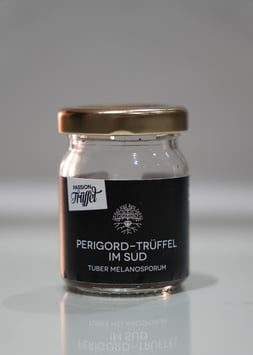 PASSION
Trüffel
PERIGORD-TRÜFFEL
IM SUD
TUBER MELANOSPORUM